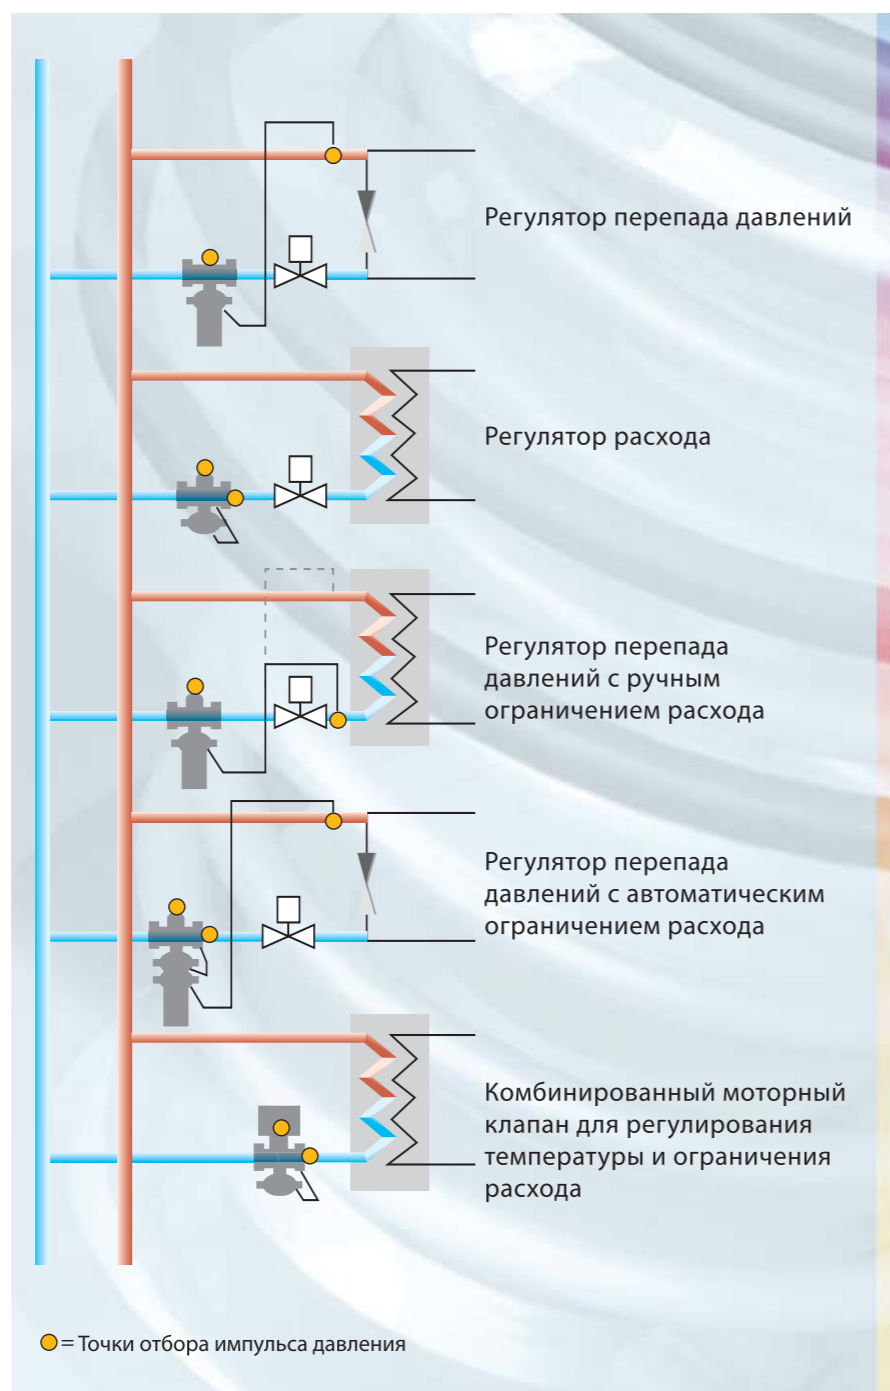 Регулятор перепада давлений
Регулятор расхода
Регулятор перепада
давлений с ручным
ограничением расхода
Регулятор перепада
давлений с автоматическим
ограничением расхода
Комбинированный моторный
клапан для регулирования
температуры и ограничения
расхода
= Точки отбора импульса давления